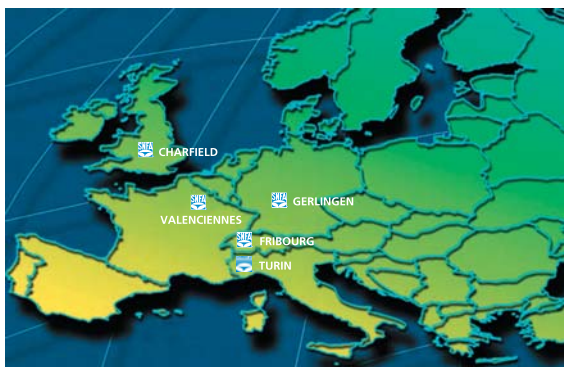 CHARFIELD
VALENCIENNES
GERLINGEN
FRIBOURG
TURIN